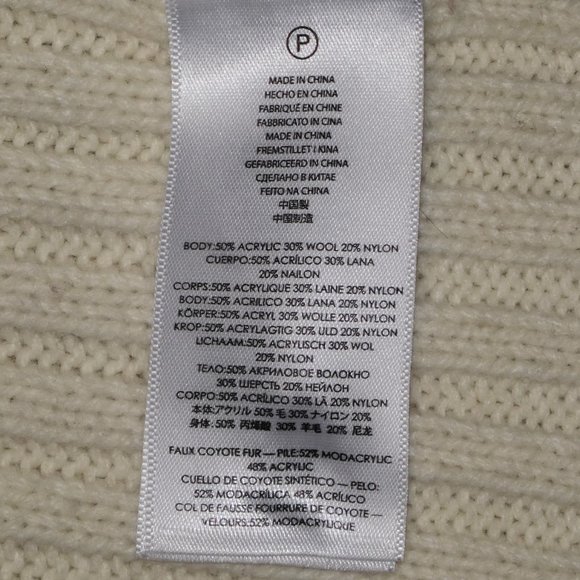 P
MADE IN CHINA
HECHO EN CHINA
FABRIQUÉ EN CHINE
FABBRICATO IN CINA
MADE IN CHINA
FREMSTILLET I KINA
GEFABRICEERD IN CHINA
СДЕЛАНО В КИТАЕ
FEITO NA CHINA
中国製
中国制造
BODY:50% ACRYLIC 30% WOOL 20% NYLON
CUERPO:50% ACRÍLICO 30% LANA
20% NAILON
CORPS:50% ACRYLIQUE 30% LAINE 20% NYLON
BODY:50% ACRILICO 30% LANA 20% NYLON
KÖRPER:50% ACRYL 30% WOLLE 20% NYLON
KROP:50% ACRYLAGTIG 30% ULD 20% NYLON
LICHAAM:50% ACRYLISCH 30% WOL
20% NYLON
ТЕЛО:50% АКРИЛОВОЕ ВОЛОКНО
30% ШЕРСТЬ 20% НЕЙЛОН
CORPO:50% ACRÍLICO 30% LÃ 20% NYLON
本体:アクリル 50% 毛 30% ナイロン 20%
身体: 50% 丙烯酸 30% 羊毛 20% 尼龙
FAUX COYOTE FUR — PILE:52% MODACRYLIC
48% ACRYLIC
CUELLO DE COYOTE SINTÉTICO — PELO:
52% MODACRÍLICA 48% ACRÍLICO
COL DE FAUSSE FOURRURE DE COYOTE —
VELOURS:52% MODACRYLIQUE